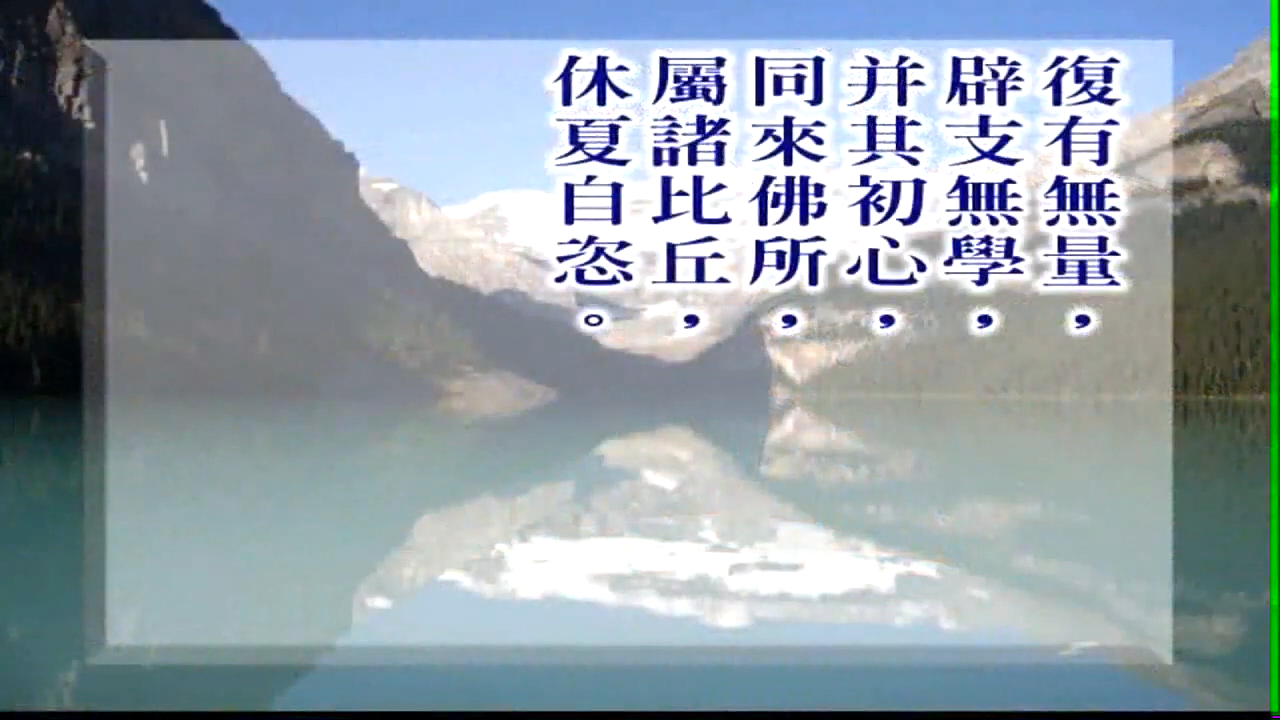 復有無量，
辟支無學，
并其初心，
同來佛所，
屬諸比丘，
休夏自恣。